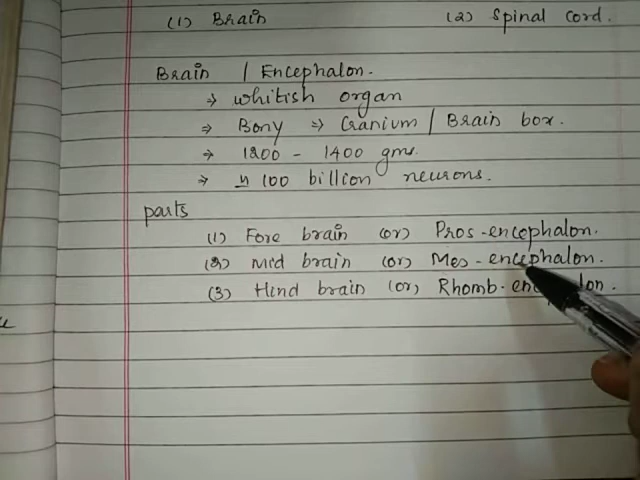 (1) Brain (2) Spinal cord.
Brain / Encephalon.
→ whitish organ
⇒ Bony ⇒ Cranium / Brain box.
→ 1200 - 1400 gms.
→ 100 billion neurons.
parts
(1) Fore brain (or) Pros-encephalon.
(2) Mid brain (or) Mes-encephalon.
(3) Hind brain (or) Rhomb-